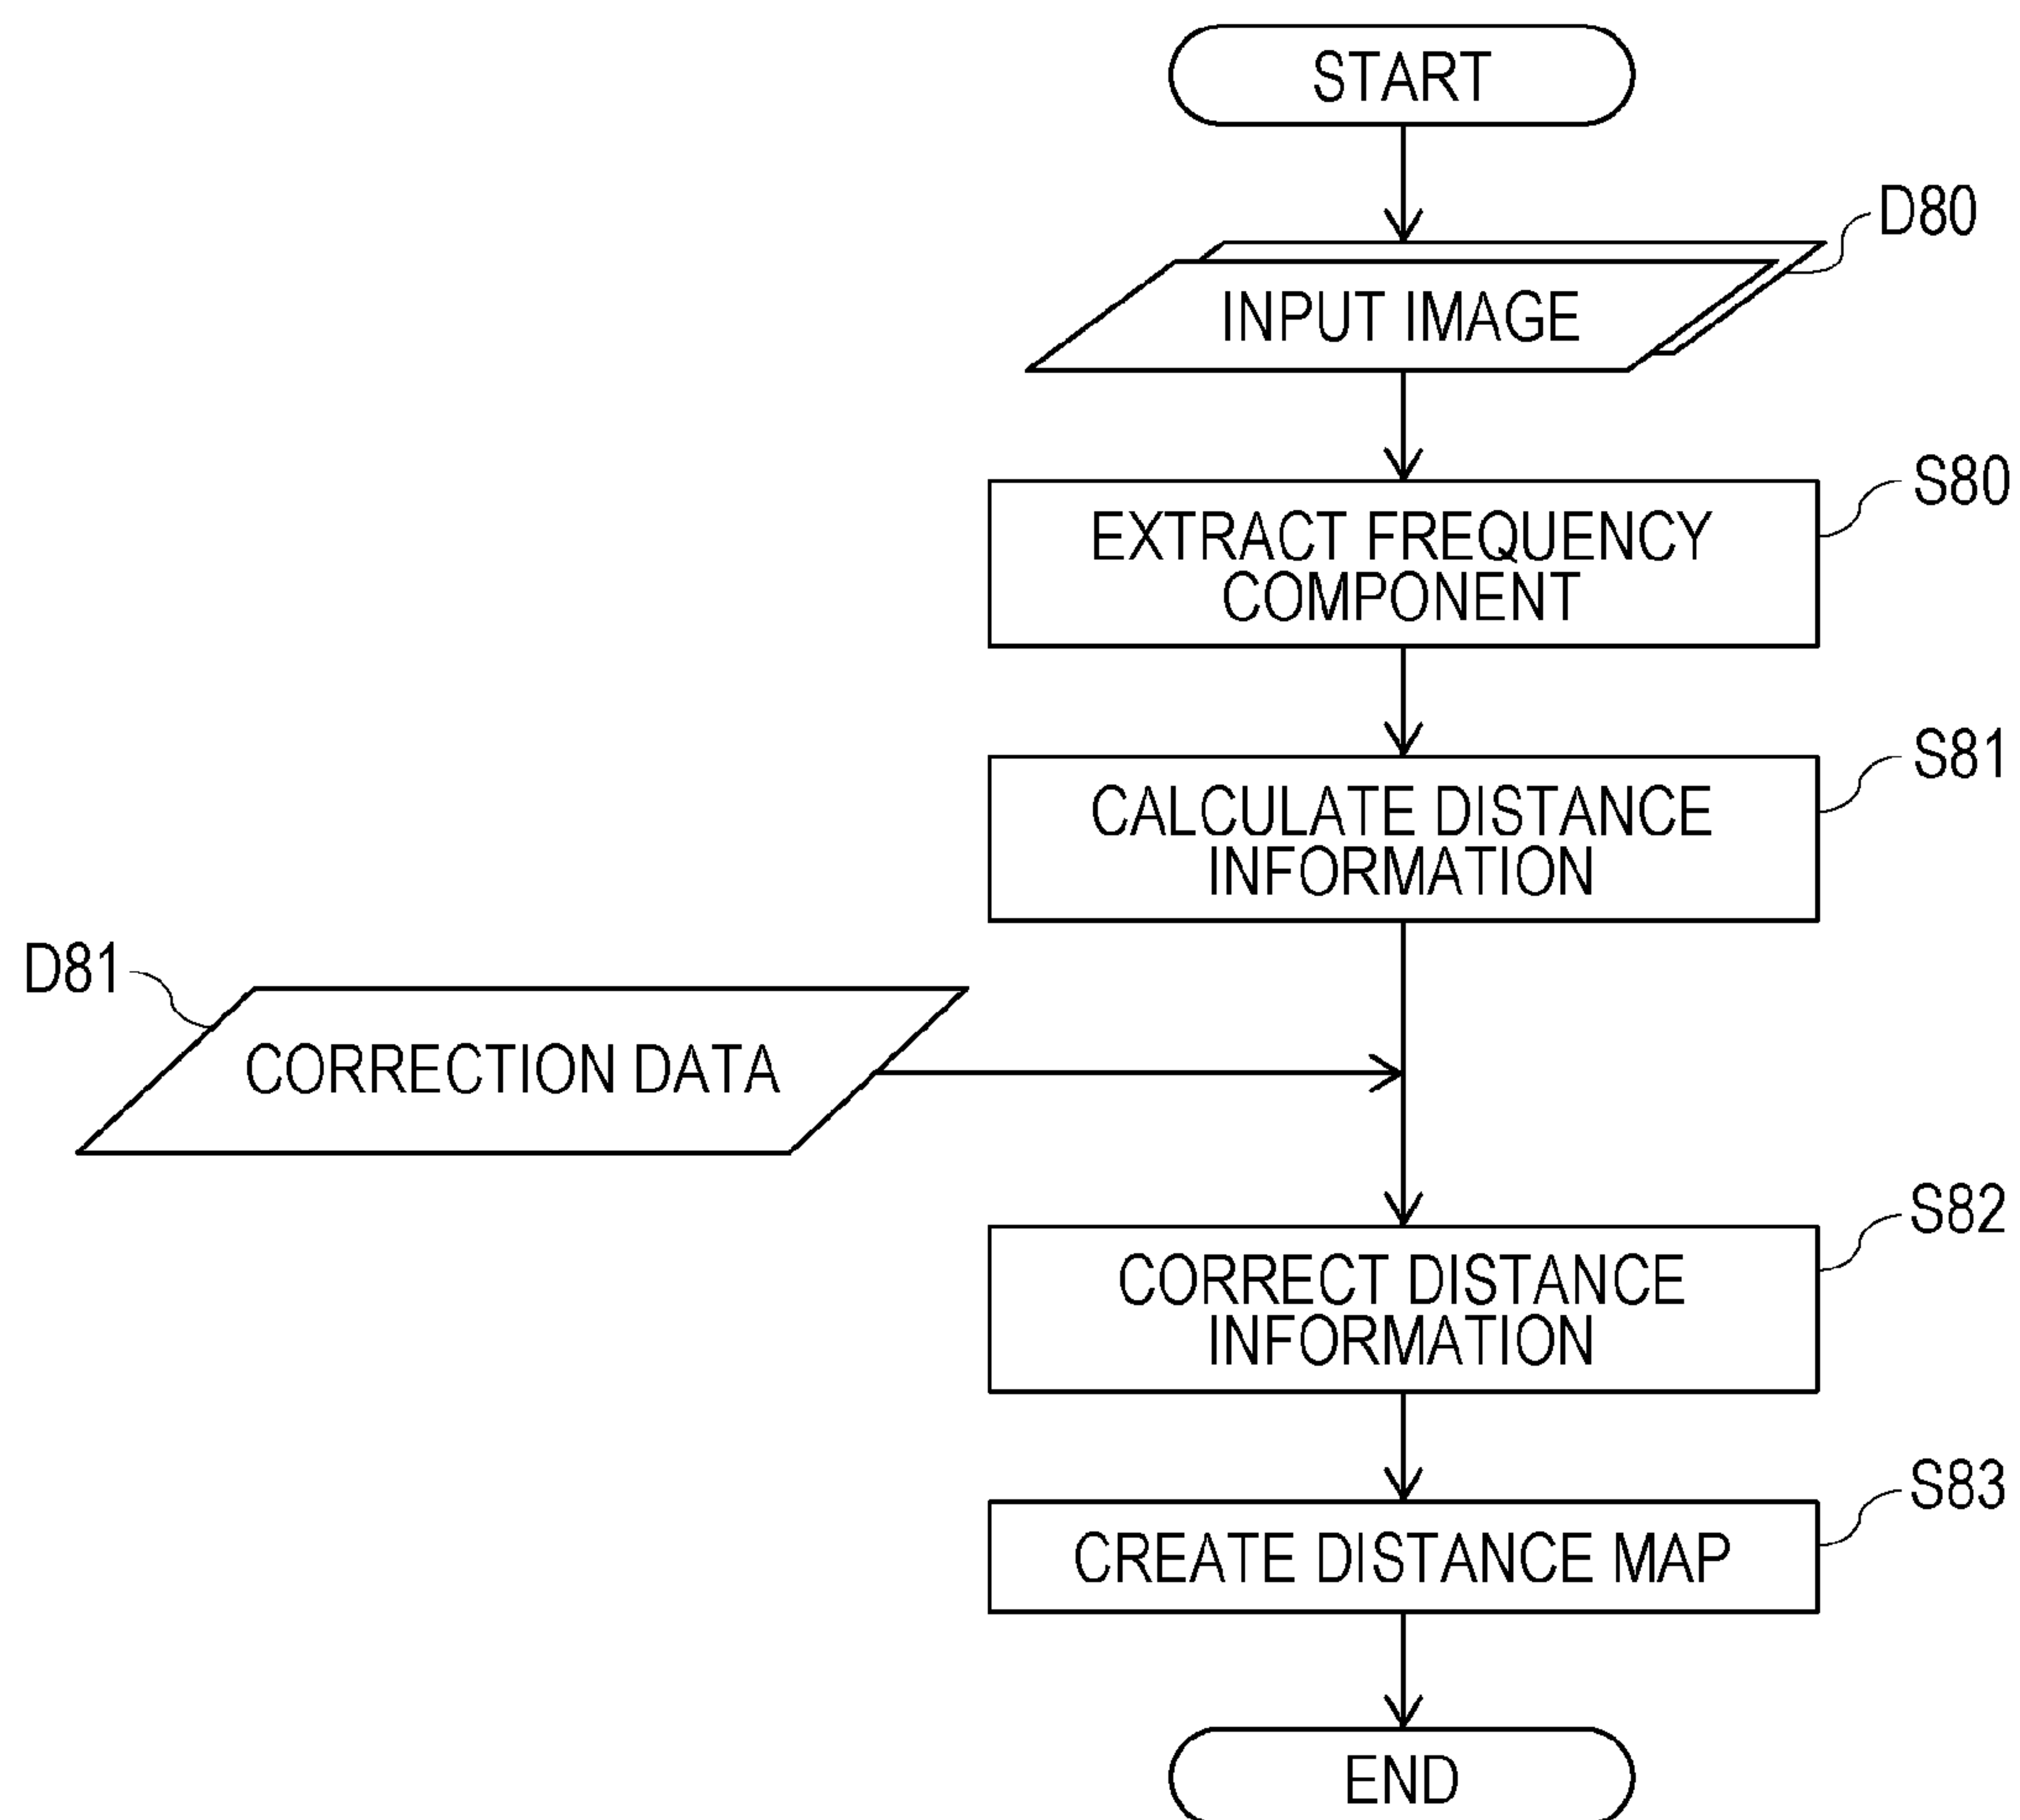 START
D80
INPUT IMAGE
S80
EXTRACT FREQUENCY
COMPONENT
S81
CALCULATE DISTANCE
INFORMATION
D81
CORRECTION DATA
S82
CORRECT DISTANCE
INFORMATION
S83
CREATE DISTANCE MAP
END